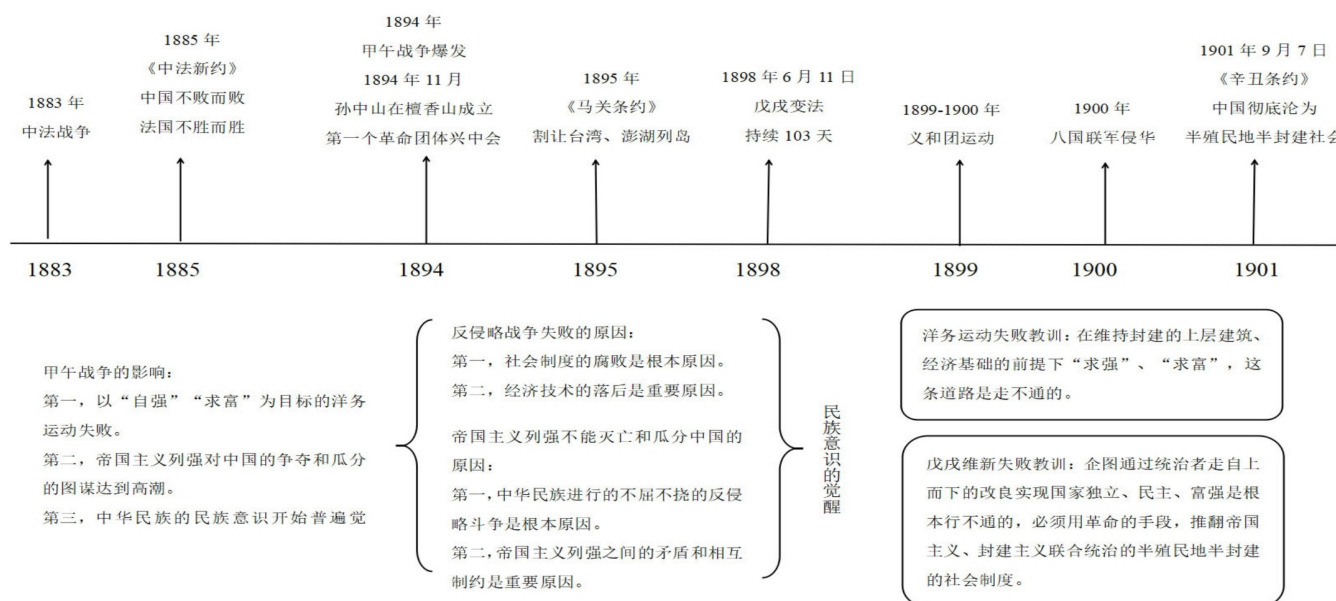 1883 年
中法战争
1885 年
《中法新约》
中国不败而败
法国不胜而胜
1894 年
甲午战争爆发
1894 年 11 月
孙中山在檀香山成立
第一个革命团体兴中会
1895 年
《马关条约》
割让台湾、澎湖列岛
1898 年 6 月 11 日
戊戌变法
持续 103 天
1899-1900 年
义和团运动
1900 年
八国联军侵华
1901 年 9 月 7 日
《辛丑条约》
中国彻底沦为
半殖民地半封建社会
1883
1885
1894
1895
1898
1899
1900
1901
甲午战争的影响：
第一，以“自强”“求富”为目标的洋务
运动失败。
第二，帝国主义列强对中国的争夺和瓜分
的图谋达到高潮。
第三，中华民族的民族意识开始普遍觉
反侵略战争失败的原因：
第一，社会制度的腐败是根本原因。
第二，经济技术的落后是重要原因。
帝国主义列强不能灭亡和瓜分中国的
原因：
第一，中华民族进行的不屈不挠的反侵
略斗争是根本原因。
第二，帝国主义列强之间的矛盾和相互
制约是重要原因。
民族意识的觉醒
洋务运动失败教训：在维持封建的上层建筑、
经济基础的前提下“求强”、“求富”，这
条道路是走不通的。
戊戌维新失败教训：企图通过统治者走自上
而下的改良实现国家独立、民主、富强是根
本行不通的，必须用革命的手段，推翻帝国
主义、封建主义联合统治的半殖民地半封建
的社会制度。